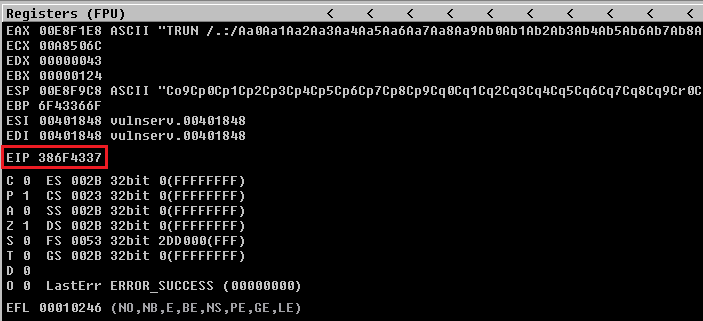 Registers (FPU) < < < < < < < < < < <
EAX 00E8F1E8 ASCII "TRUN /.:/Aa0Aa1Aa2Aa3Aa4Aa5Aa6Aa7Aa8Aa9Ab0Ab1Ab2Ab3Ab4Ab5Ab6Ab7Ab8A
ECX 00A8506C
EDX 00000043
EBX 00000124
ESP 00E8F9C8 ASCII "Co9Cp0Cp1Cp2Cp3Cp4Cp5Cp6Cp7Cp8Cp9Cq0Cq1Cq2Cq3Cq4Cq5Cq6Cq7Cq8Cq9Cr0C
EBP 6F43366F
ESI 00401848 vulnserv.00401848
EDI 00401848 vulnserv.00401848
EIP 386F4337
C 0 ES 002B 32bit 0(FFFFFFFF)
P 1 CS 0023 32bit 0(FFFFFFFF)
A 0 SS 002B 32bit 0(FFFFFFFF)
Z 1 DS 002B 32bit 0(FFFFFFFF)
S 0 FS 0053 32bit 2DD000(FFF)
T 0 GS 002B 32bit 0(FFFFFFFF)
D 0
O 0 LastErr ERROR_SUCCESS (00000000)
EFL 00010246 (NO,NB,E,BE,NS,PE,GE,LE)